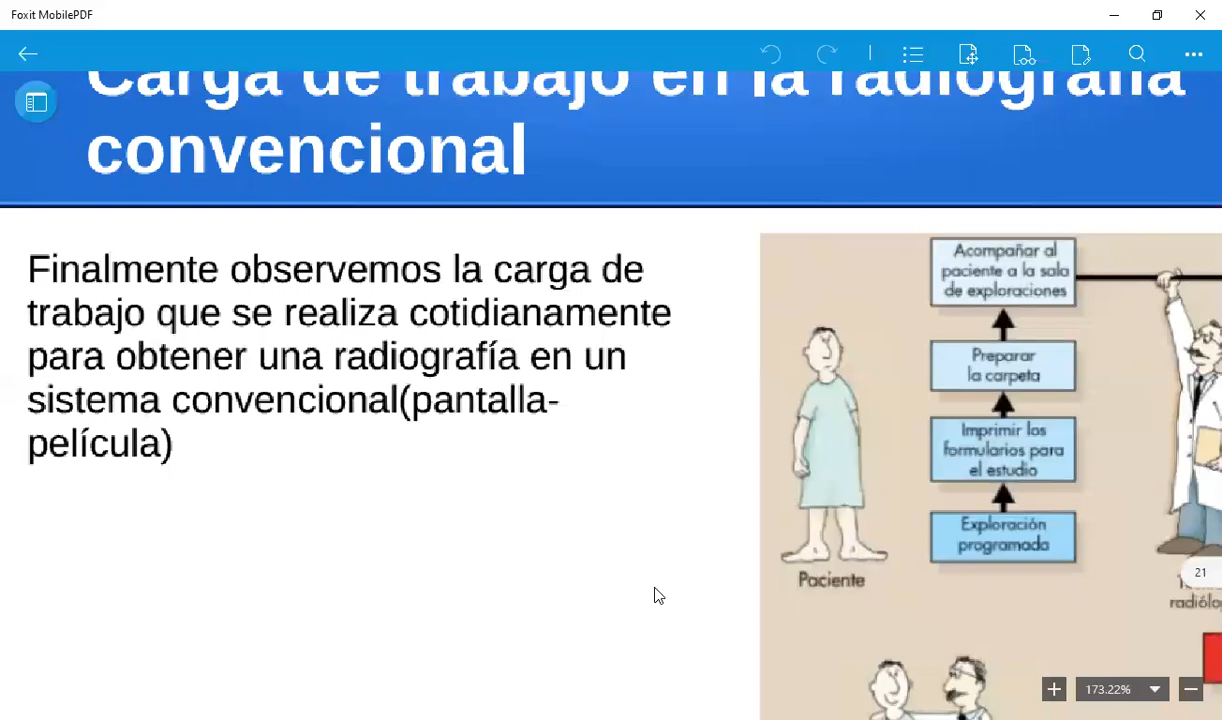 Foxit MobilePDF
Carga de trabajo en la radiografía
convencional
Finalmente observemos la carga de
trabajo que se realiza cotidianamente
para obtener una radiografía en un
sistema convencional(pantalla-
película)
Acompañar al
paciente a la sala
de exploraciones
Preparar
la carpeta
Imprimir los
formularios para
el estudio
Exploración
programada
Paciente
21
173.22%